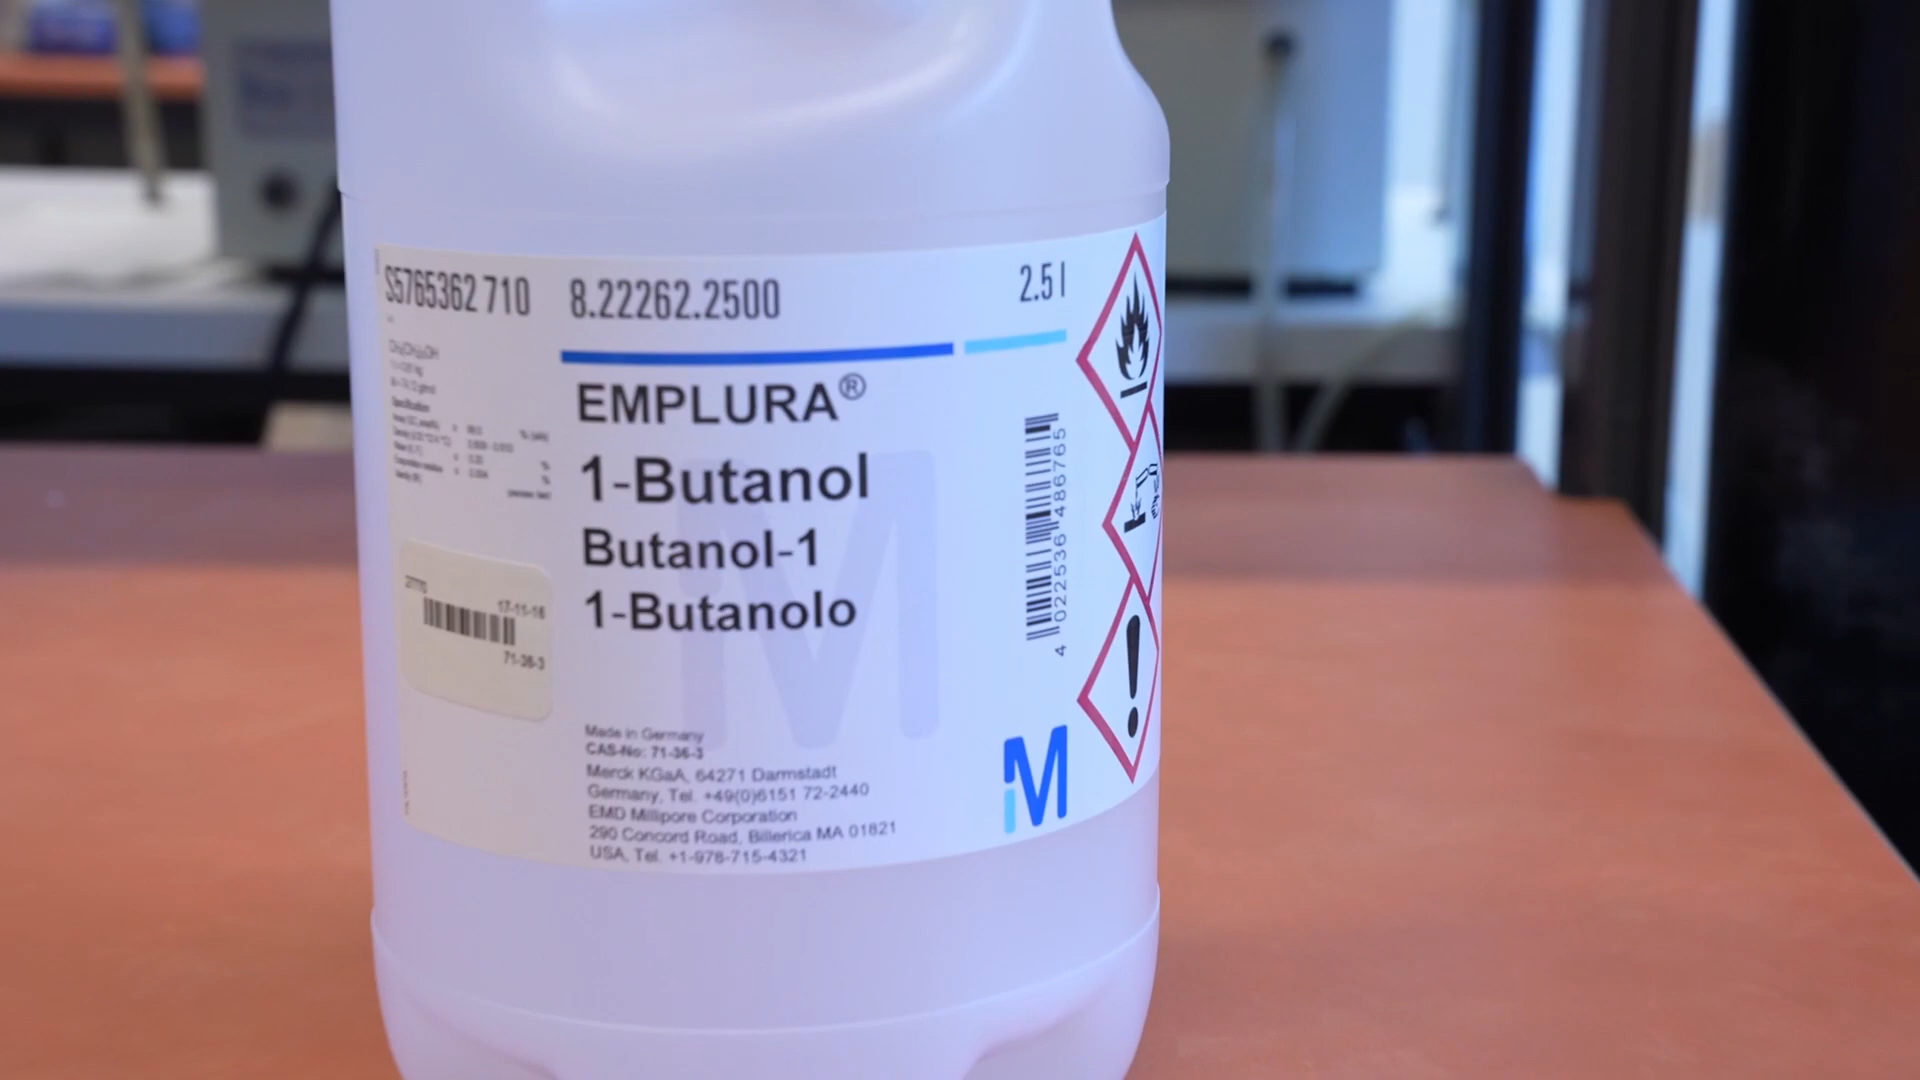 S5765362 710
8.22262.2500
2.5 l
EMPLURA®
1-Butanol
Butanol-1
1-Butanolo
Specification
17-11-16
71-36-3
4 022536 486765
Made in Germany
CAS-No: 71-36-3
Merck KGaA, 64271 Darmstadt
Germany, Tel. +49(0)6151 72-2440
EMD Millipore Corporation
290 Concord Road, Billerica MA 01821
USA, Tel. +1-978-715-4321
M